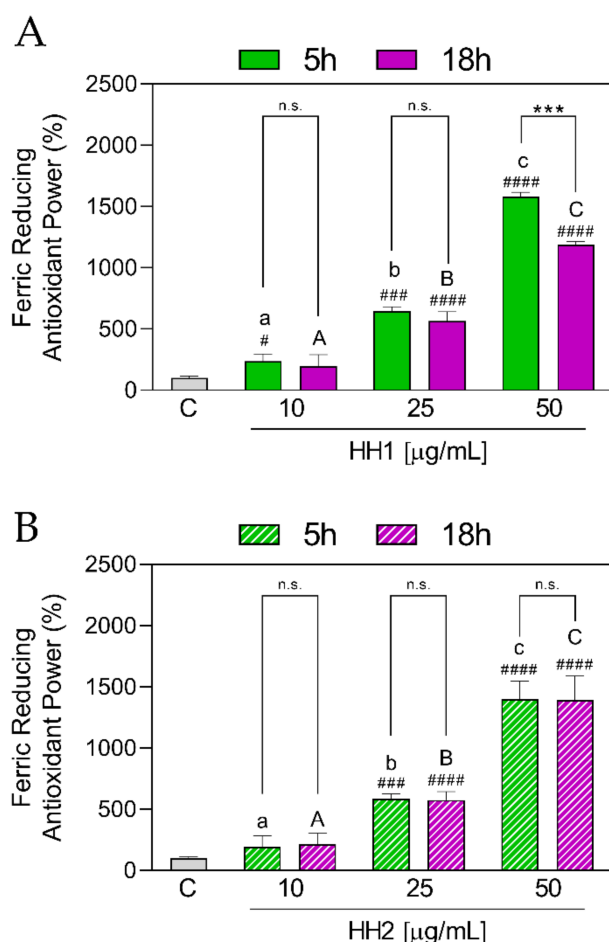 A
5h 18h
Ferric Reducing
Antioxidant Power (%)
2500
2000
1500
1000
500
0
n.s. n.s. ***
a
#
A
b
###
B
####
c
####
C
####
C 10 25 50
HH1 [μg/mL]
B
5h 18h
Ferric Reducing
Antioxidant Power (%)
2500
2000
1500
1000
500
0
n.s. n.s. n.s.
a
A
b
###
B
####
c
####
C
####
C 10 25 50
HH2 [μg/mL]